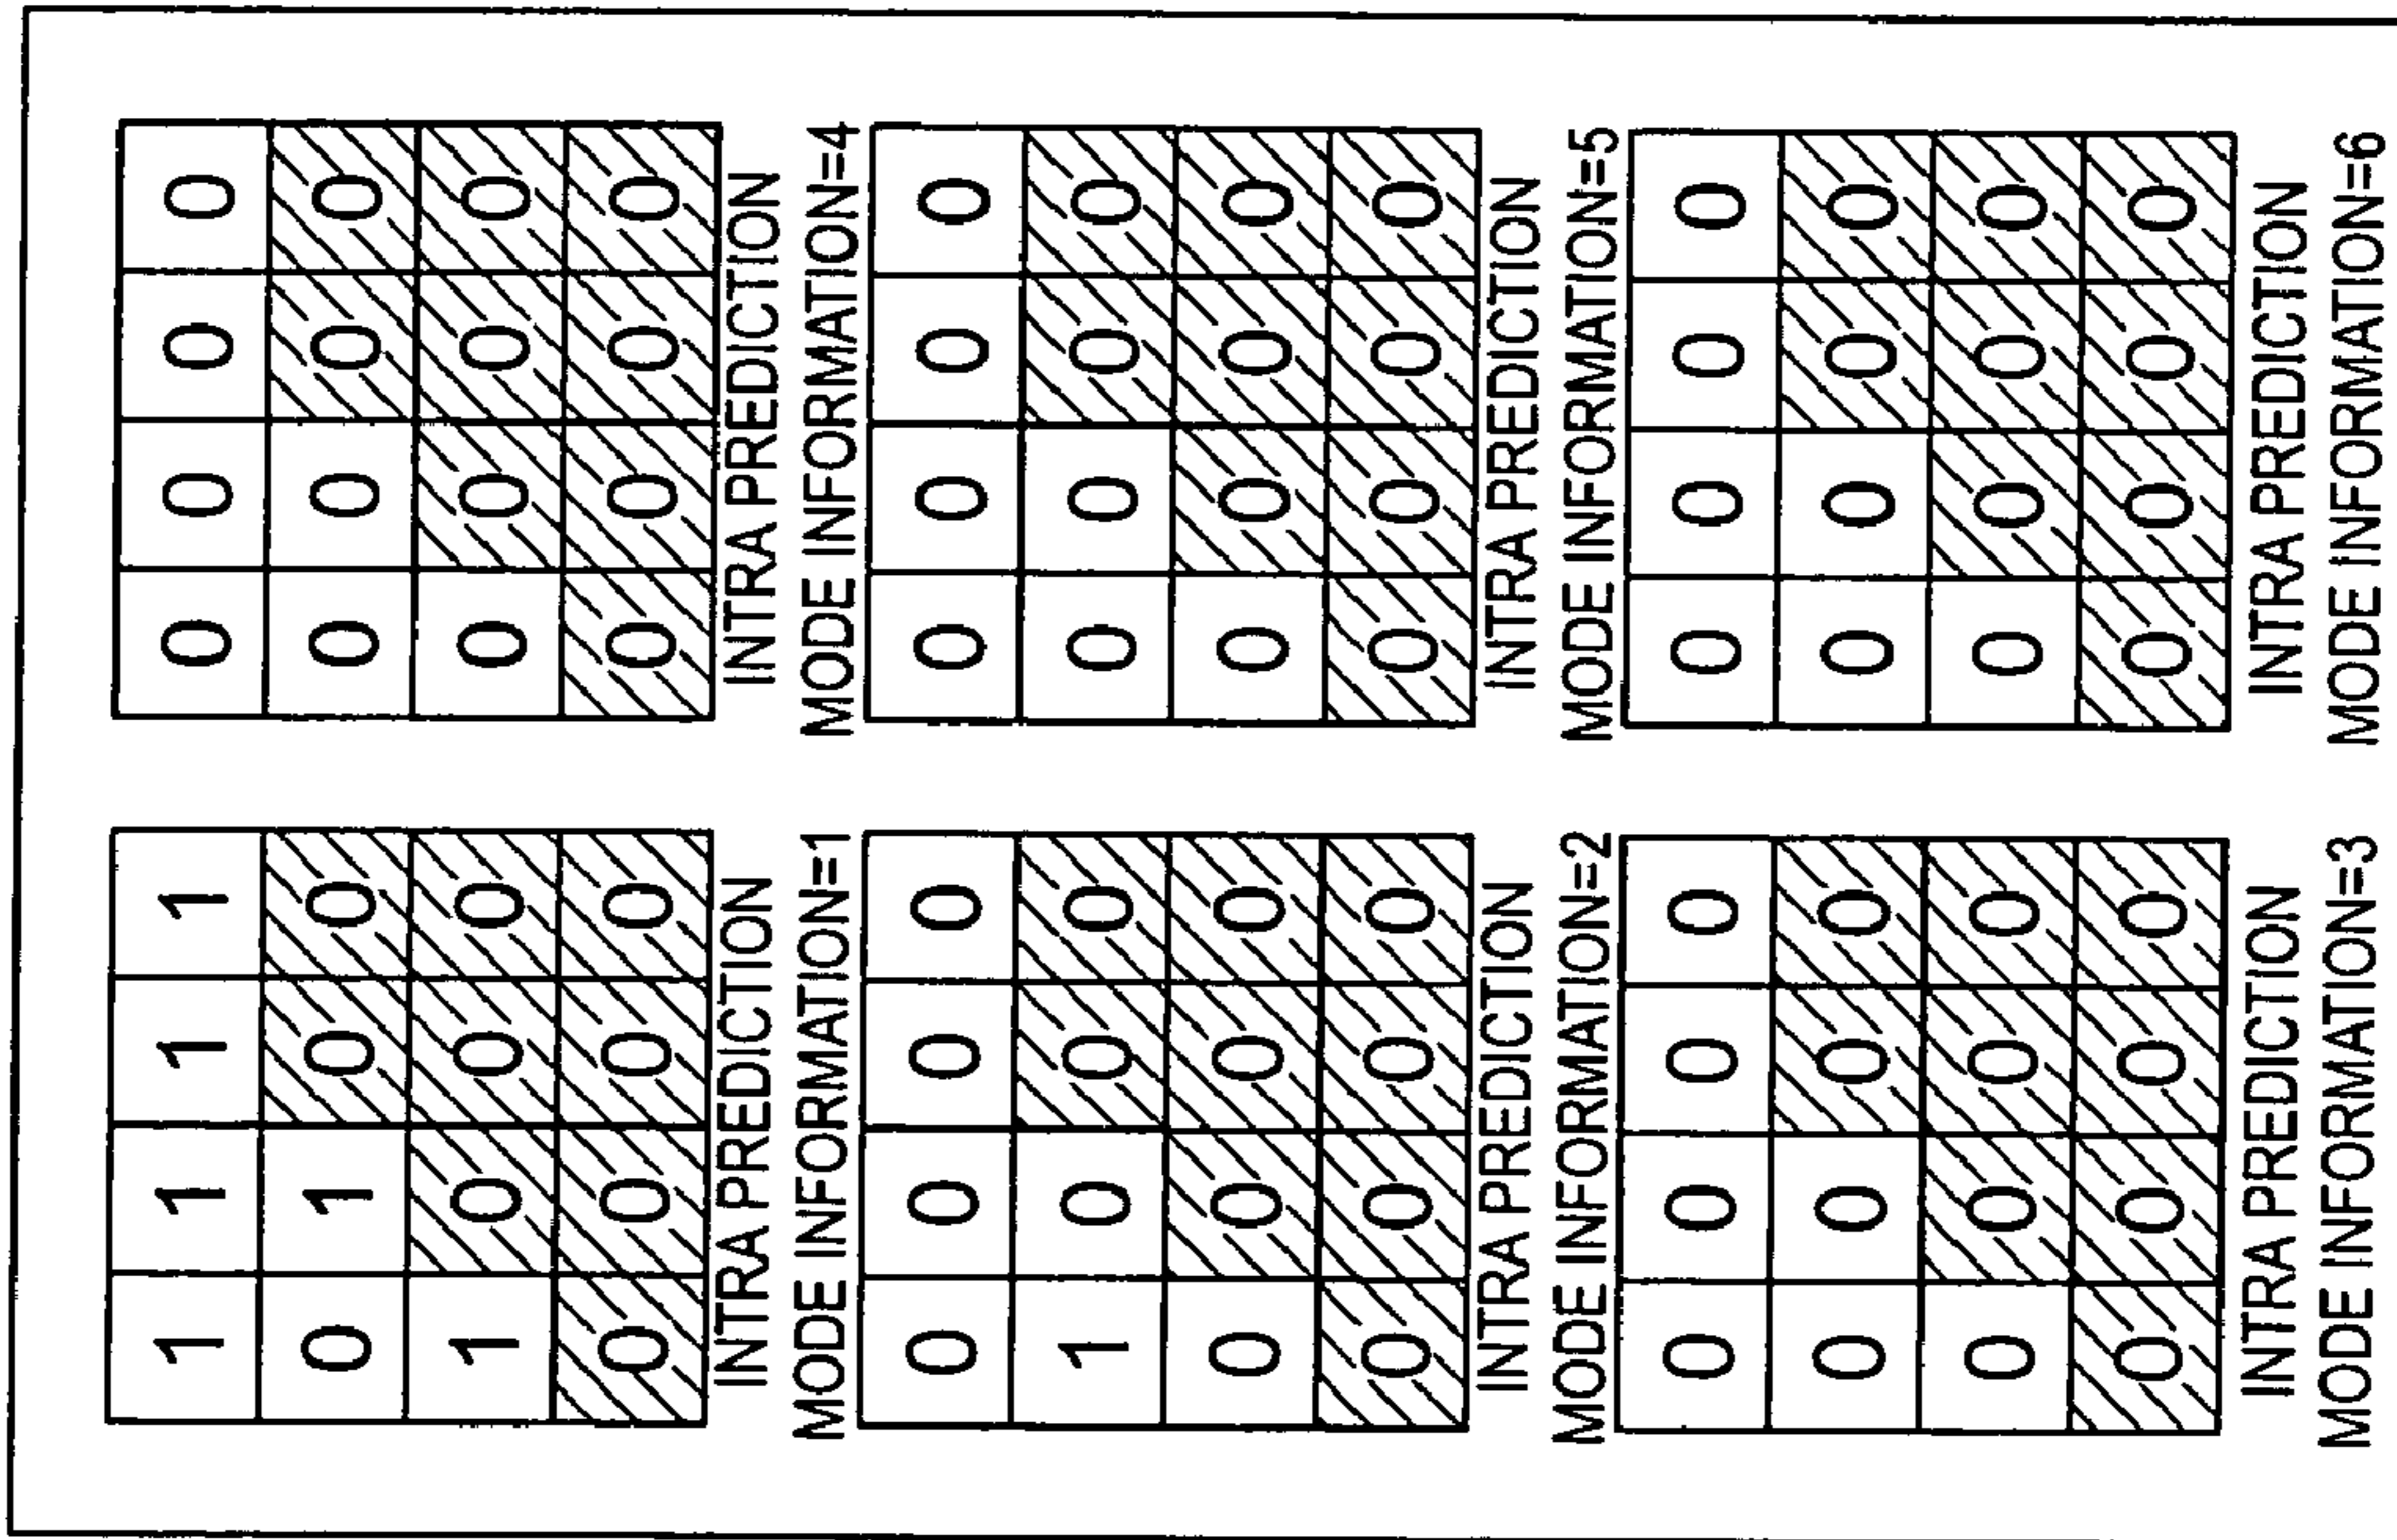 1 1 1 1 0 0 0 0
0 1 0 0 0 0 0 0
1 0 0 0 0 0 0 0
0 0 0 0 0 0 0 0
INTRA PREDICTION INTRA PREDICTION
MODE INFORMATION=1 MODE INFORMATION=4
0 0 0 0 0 0 0 0
1 0 0 0 0 0 0 0
0 0 0 0 0 0 0 0
0 0 0 0 0 0 0 0
INTRA PREDICTION INTRA PREDICTION
MODE INFORMATION=2 MODE INFORMATION=5
0 0 0 0 0 0 0 0
0 0 0 0 0 0 0 0
0 0 0 0 0 0 0 0
0 0 0 0 0 0 0 0
INTRA PREDICTION INTRA PREDICTION
MODE INFORMATION=3 MODE INFORMATION=6